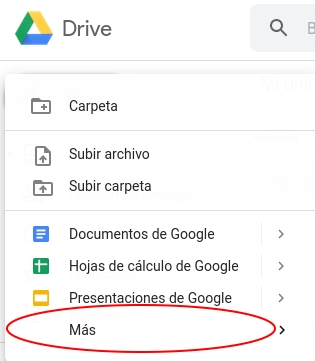 Drive
Carpeta
Subir archivo
Subir carpeta
Documentos de Google
Hojas de cálculo de Google
Presentaciones de Google
Más